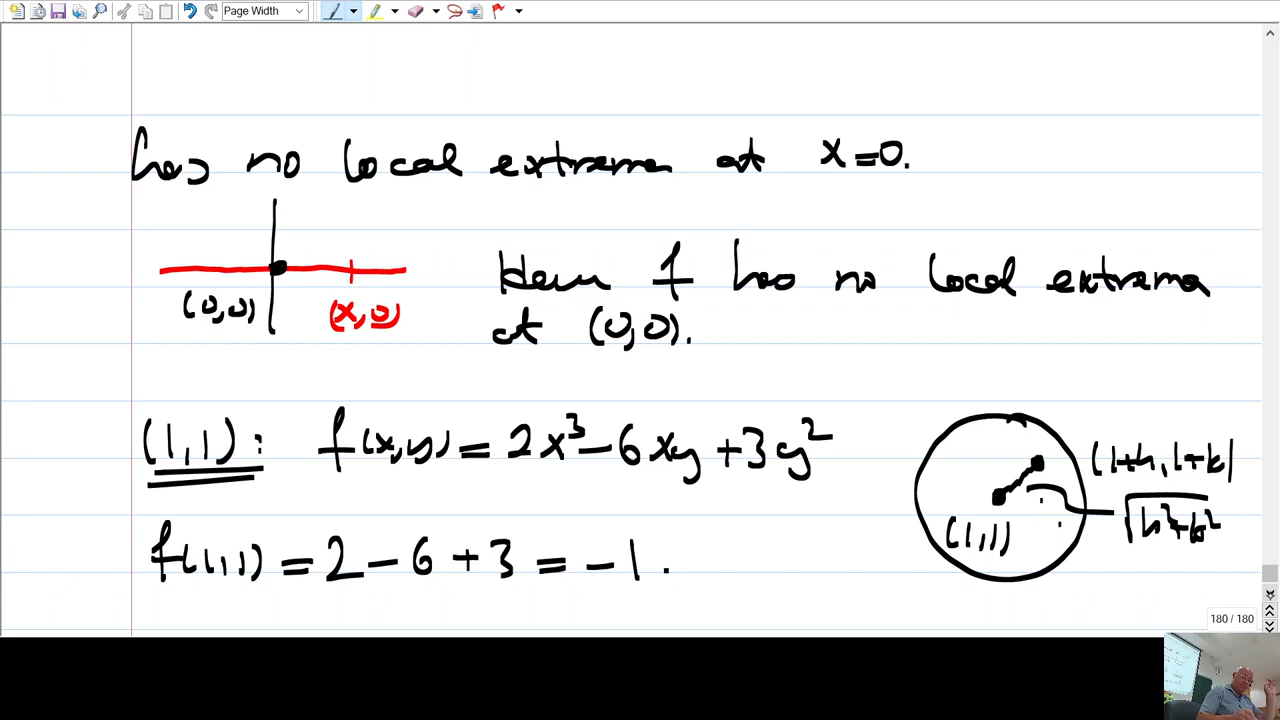 Page Width
has no local extrema at x=0.
(0,0) (x,0)
Hence f has no local extrema
at (0,0).
(1,1): f(x,y) = 2x³ - 6xy + 3y²
(1+h, 1+k)
(1,1) √h²+k²
f(1,1) = 2 - 6 + 3 = -1.
180 / 180